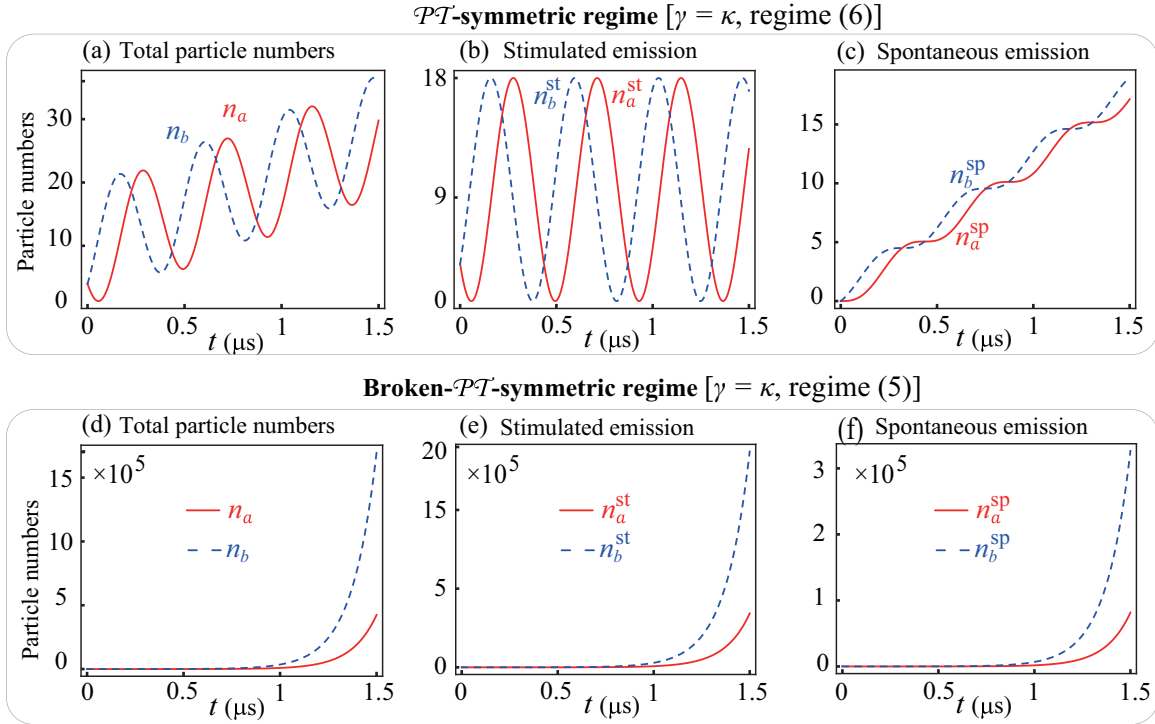 𝒫𝒯-symmetric regime [γ = κ, regime (6)]
(a) Total particle numbers
(b) Stimulated emission
(c) Spontaneous emission
Particle numbers
30
20
10
0
n_a
n_b
0 0.5 1 1.5
t (μs)
18
9
0
n_b^st
n_a^st
0 0.5 1 1.5
t (μs)
15
10
5
0
n_b^sp
n_a^sp
0 0.5 1 1.5
t (μs)
Broken-𝒫𝒯-symmetric regime [γ = κ, regime (5)]
(d) Total particle numbers
(e) Stimulated emission
(f) Spontaneous emission
Particle numbers
×10^5
15
10
5
0
n_a
n_b
0 0.5 1 1.5
t (μs)
×10^5
20
15
5
0
n_a^st
n_b^st
0 0.5 1 1.5
t (μs)
×10^5
3
2
1
0
n_a^sp
n_b^sp
0 0.5 1 1.5
t (μs)